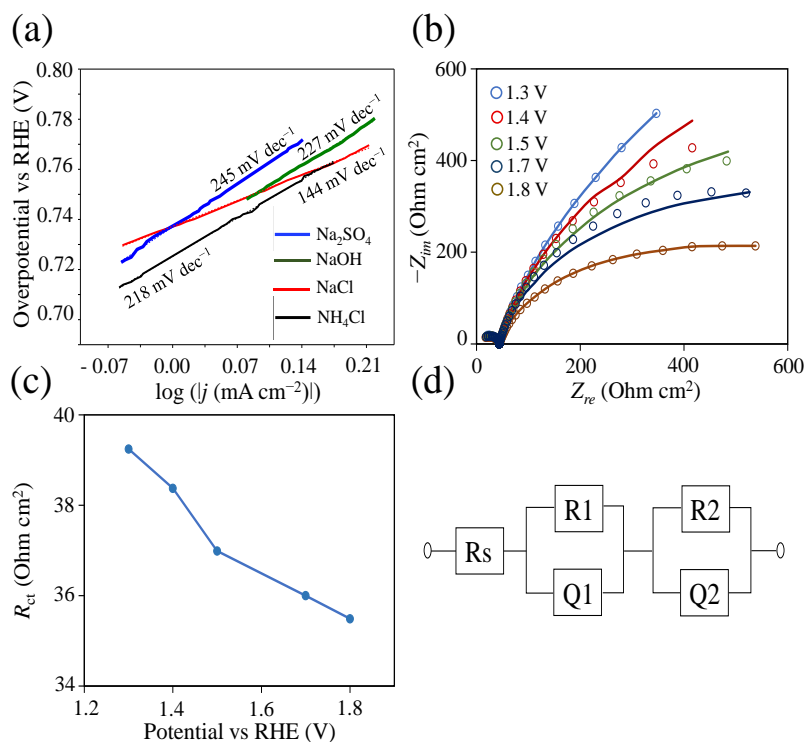 (a)
0.80
0.78
0.76
0.74
0.72
0.70
Overpotential vs RHE (V)
245 mV dec⁻¹
227 mV dec⁻¹
144 mV dec⁻¹
218 mV dec⁻¹
Na₂SO₄
NaOH
NaCl
NH₄Cl
- 0.07 0.00 0.07 0.14 0.21
log (|j (mA cm⁻²)|)
(b)
600
400
200
0
−Zim (Ohm cm2)
1.3 V
1.4 V
1.5 V
1.7 V
1.8 V
0 200 400 600
Zre (Ohm cm2)
(c)
40
38
36
34
Rct (Ohm cm2)
1.2 1.4 1.6 1.8
Potential vs RHE (V)
(d)
Rs
R1
Q1
R2
Q2